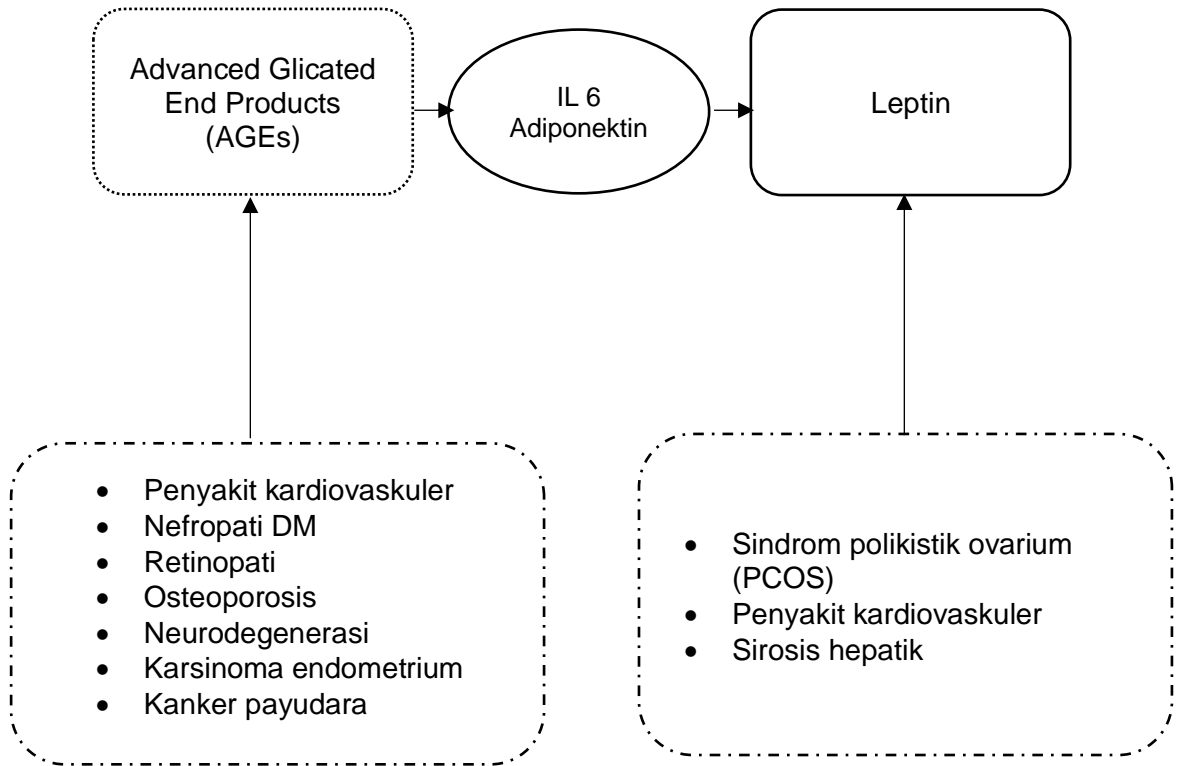 Advanced Glicated
End Products
(AGEs)
IL 6
Adiponektin
Leptin
• Penyakit kardiovaskuler
• Nefropati DM
• Retinopati
• Osteoporosis
• Neurodegenerasi
• Karsinoma endometrium
• Kanker payudara
• Sindrom polikistik ovarium
(PCOS)
• Penyakit kardiovaskuler
• Sirosis hepatik